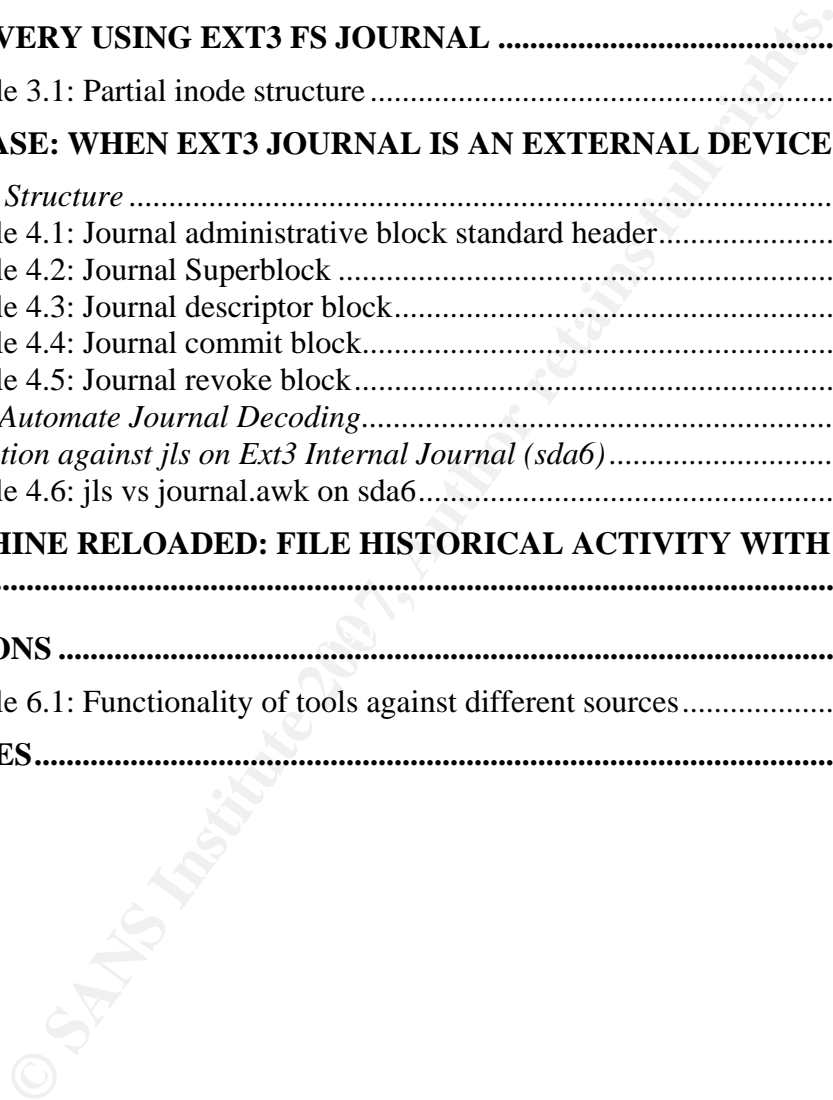 VERY USING EXT3 FS JOURNAL ..........................................
le 3.1: Partial inode structure ..........................................................
ASE: WHEN EXT3 JOURNAL IS AN EXTERNAL DEVICE
Structure ........................................................................................
le 4.1: Journal administrative block standard header......................
le 4.2: Journal Superblock ..............................................................
le 4.3: Journal descriptor block.......................................................
le 4.4: Journal commit block...........................................................
le 4.5: Journal revoke block............................................................
Automate Journal Decoding...........................................................
tion against jls on Ext3 Internal Journal (sda6) ............................
le 4.6: jls vs journal.awk on sda6....................................................
HINE RELOADED: FILE HISTORICAL ACTIVITY WITH
........................................................................................................
ONS .................................................................................................
le 6.1: Functionality of tools against different sources...................
ES....................................................................................................
© SANS Institute 2007, Author retains full rights.